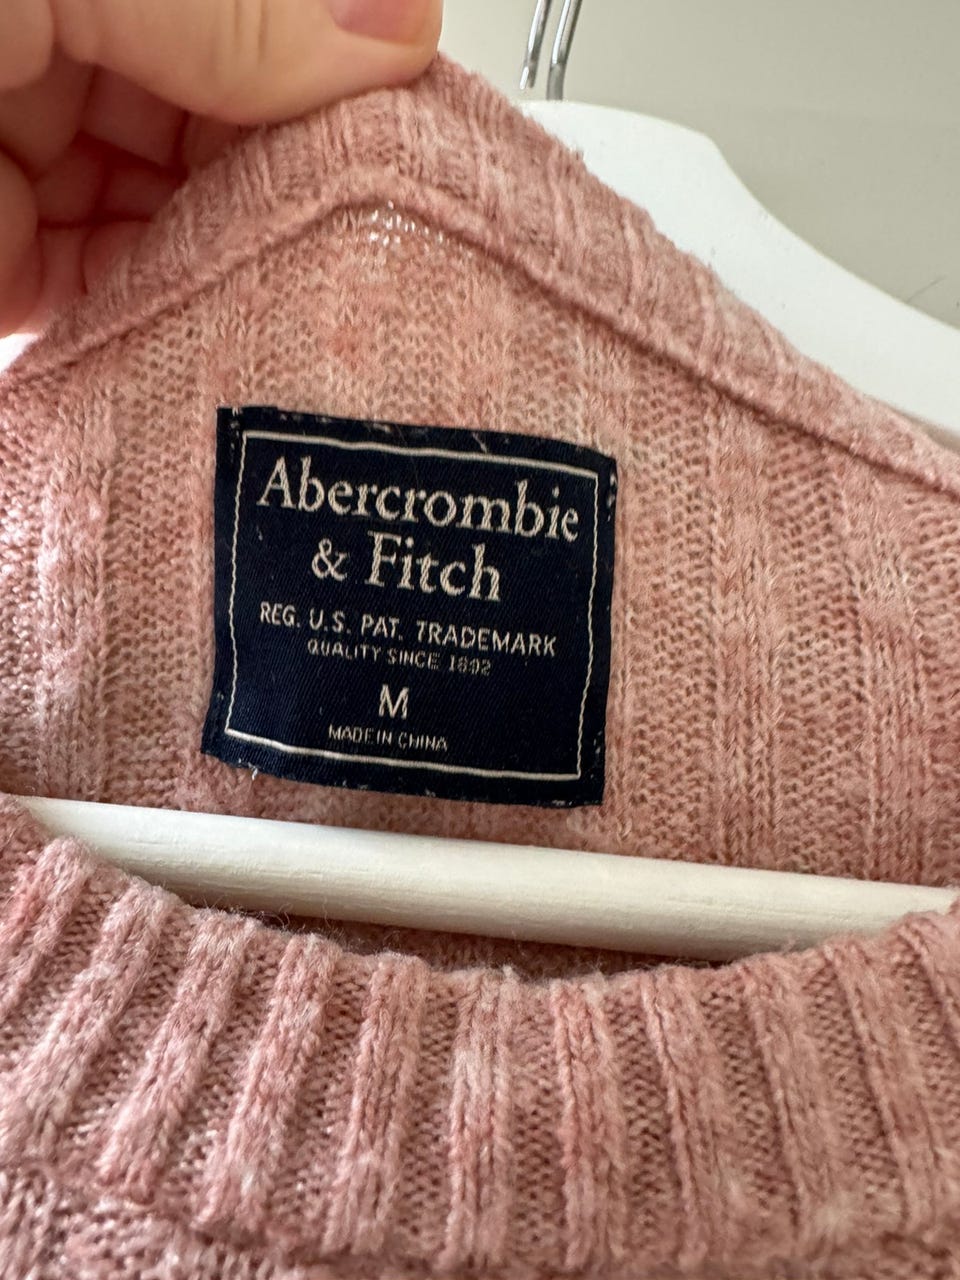 Abercrombie
& Fitch
REG. U.S. PAT. TRADEMARK
QUALITY SINCE 1892
M
MADE IN CHINA